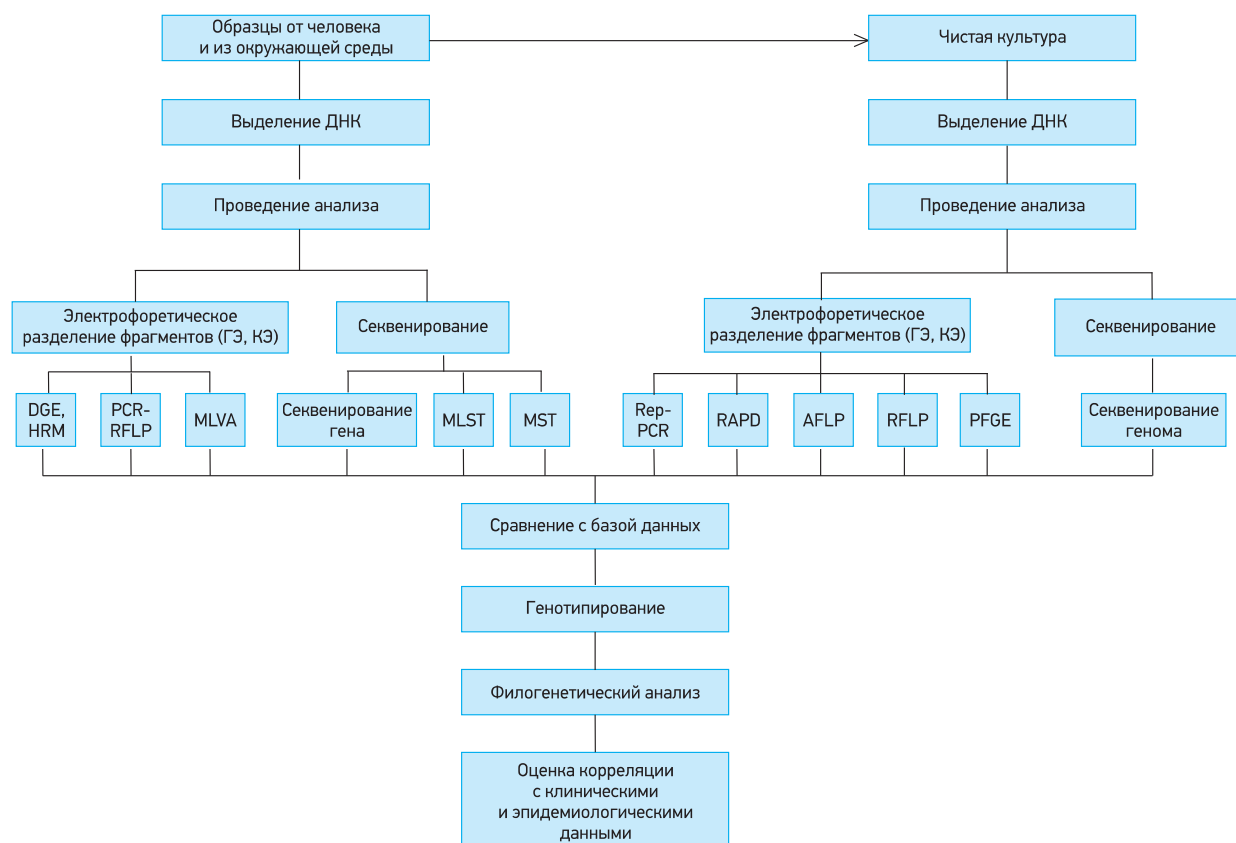 Образцы от человека
и из окружающей среды
Чистая культура
Выделение ДНК
Выделение ДНК
Проведение анализа
Проведение анализа
Электрофоретическое
разделение фрагментов (ГЭ, КЭ)
Секвенирование
Электрофоретическое
разделение фрагментов (ГЭ, КЭ)
Секвенирование
DGE,
HRM
PCR-
RFLP
MLVA
Секвенирование
гена
MLST
MST
Rep-
PCR
RAPD
AFLP
RFLP
PFGE
Секвенирование
генома
Сравнение с базой данных
Генотипирование
Филогенетический анализ
Оценка корреляции
с клиническими
и эпидемиологическими
данными